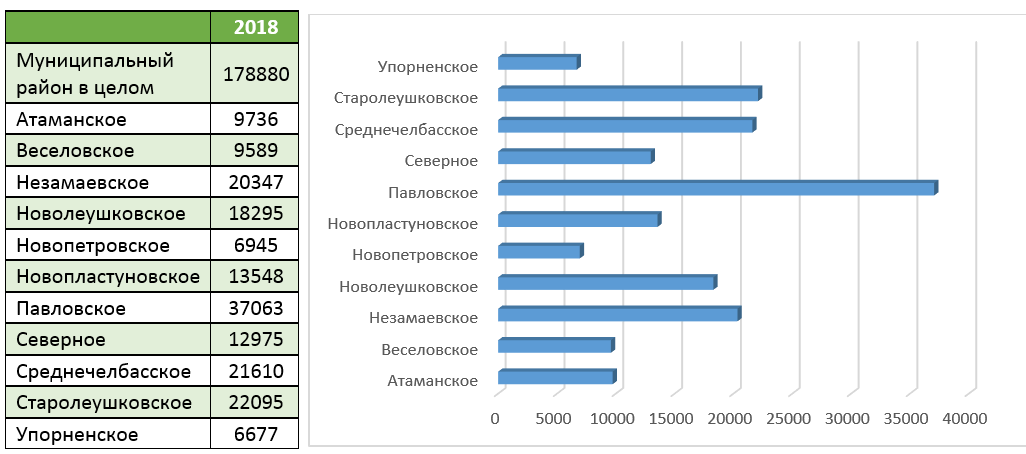 2018
Муниципальный
район в целом 178880
Атаманское 9736
Веселовское 9589
Незамаевское 20347
Новолеушковское 18295
Новопетровское 6945
Новопластуновское 13548
Павловское 37063
Северное 12975
Среднечелбасское 21610
Старолеушковское 22095
Упорненское 6677
Упорненское
Старолеушковское
Среднечелбасское
Северное
Павловское
Новопластуновское
Новопетровское
Новолеушковское
Незамаевское
Веселовское
Атаманское
0 5000 10000 15000 20000 25000 30000 35000 40000